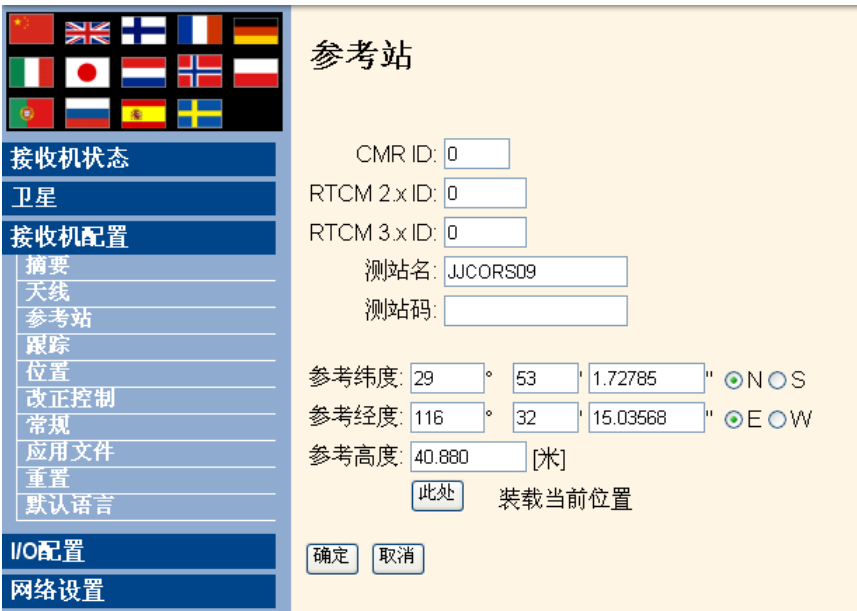 接收机状态
卫星
接收机配置
摘要
天线
参考站
跟踪
位置
改正控制
常规
应用文件
重置
默认语言
I/O配置
网络设置
参考站
CMR ID: 0
RTCM 2.x ID: 0
RTCM 3.x ID: 0
测站名: JJCORS09
测站码:
参考纬度: 29 ° 53 ' 1.72785 " N S
参考经度: 116 ° 32 ' 15.03568 " E W
参考高度: 40.880 [米]
此处 装载当前位置
确定 取消